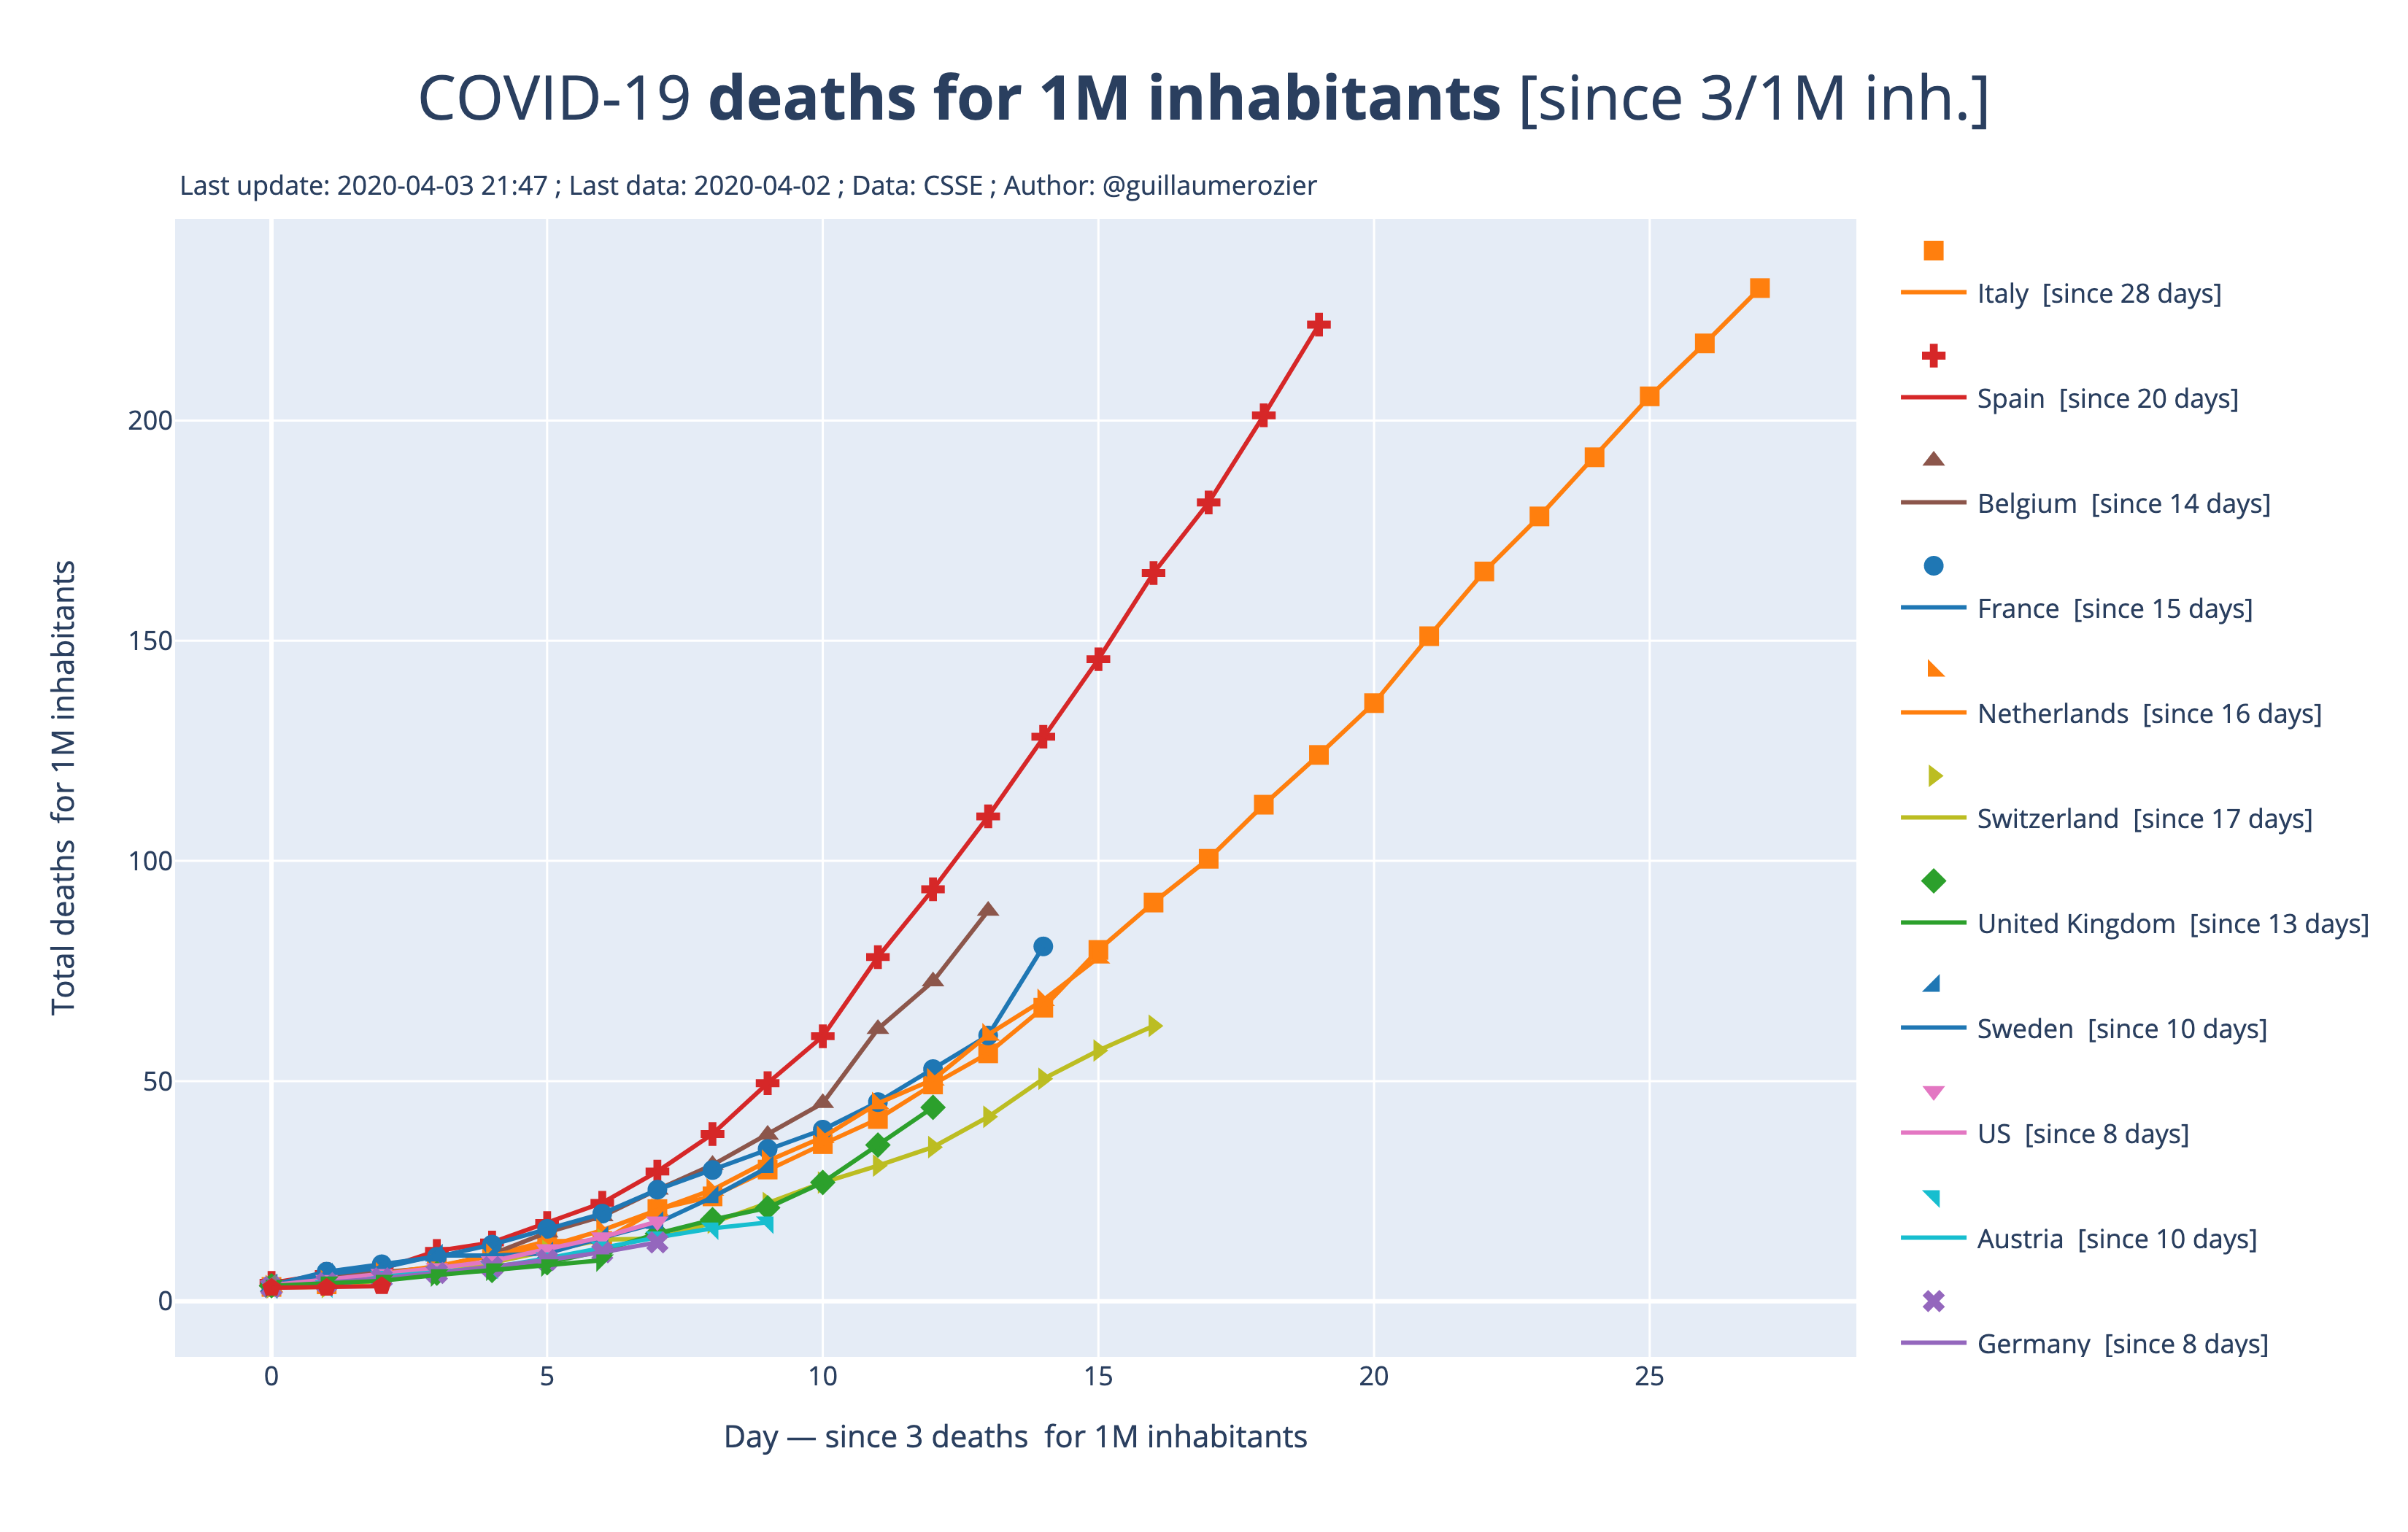 COVID-19 deaths for 1M inhabitants [since 3/1M inh.]
Last update: 2020-04-03 21:47 ; Last data: 2020-04-02 ; Data: CSSE ; Author: @guillaumerozier
Total deaths for 1M inhabitants
200
150
100
50
0
0 5 10 15 20 25
Day — since 3 deaths for 1M inhabitants
Italy [since 28 days]
Spain [since 20 days]
Belgium [since 14 days]
France [since 15 days]
Netherlands [since 16 days]
Switzerland [since 17 days]
United Kingdom [since 13 days]
Sweden [since 10 days]
US [since 8 days]
Austria [since 10 days]
Germany [since 8 days]